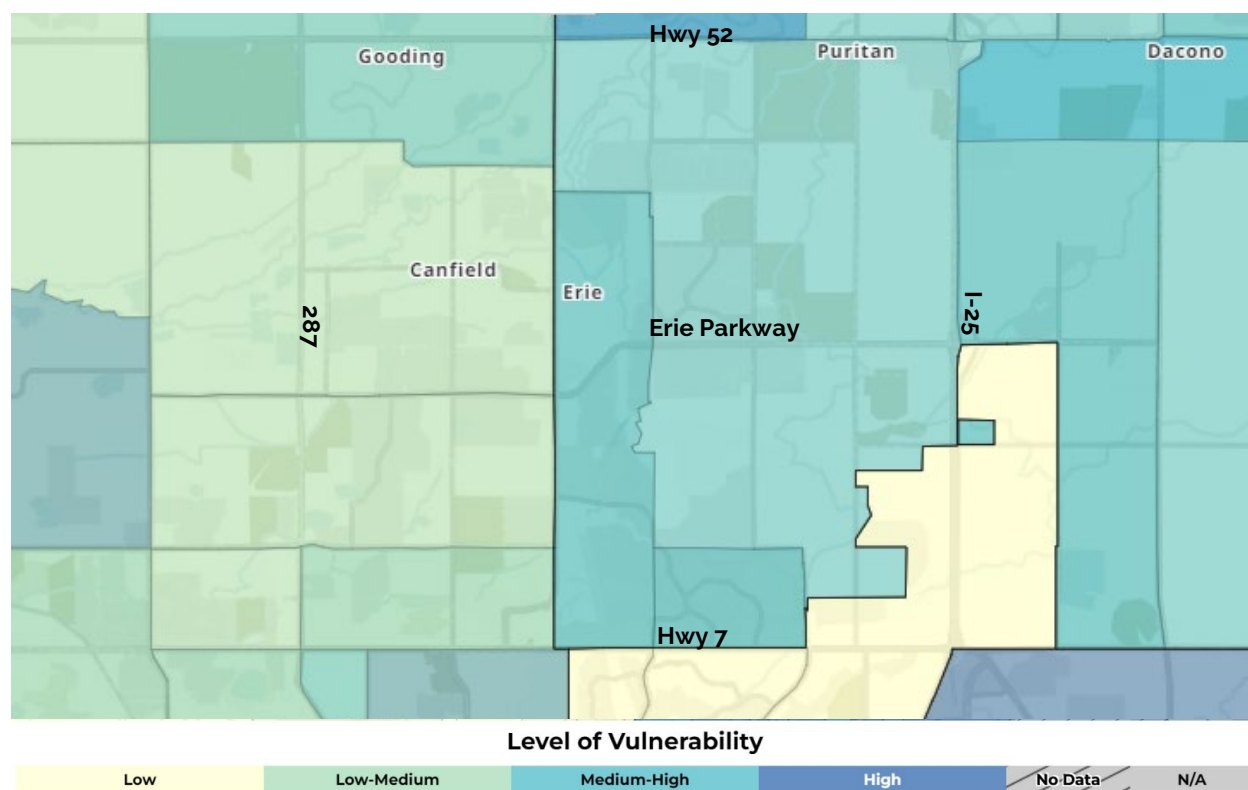 Hwy 52
Gooding
Puritan
Dacono
Canfield
Erie
287
Erie Parkway
I-25
Hwy 7
Level of Vulnerability
Low Low-Medium Medium-High High No Data N/A